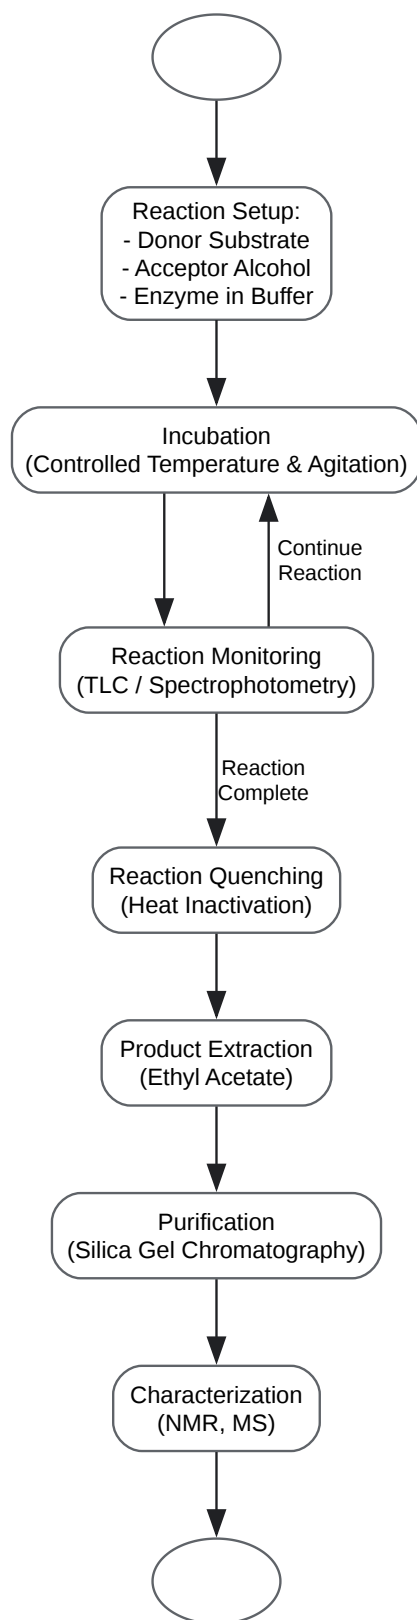 Reaction Setup:
- Donor Substrate
- Acceptor Alcohol
- Enzyme in Buffer
Incubation
(Controlled Temperature & Agitation)
Continue
Reaction
Reaction Monitoring
(TLC / Spectrophotometry)
Reaction
Complete
Reaction Quenching
(Heat Inactivation)
Product Extraction
(Ethyl Acetate)
Purification
(Silica Gel Chromatography)
Characterization
(NMR, MS)